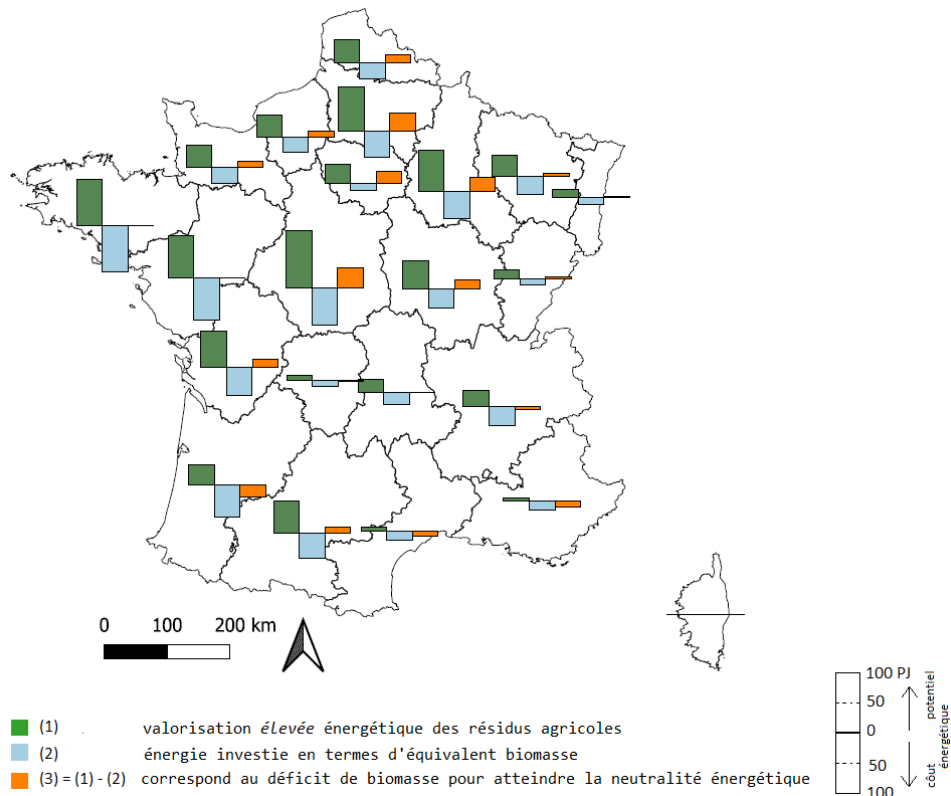 0 100 200 km
(1) valorisation élevée énergétique des résidus agricoles
(2) énergie investie en termes d'équivalent biomasse
(3) = (1) - (2) correspond au déficit de biomasse pour atteindre la neutralité énergétique
100 PJ
50
0
50
100
potentiel
côut énergétique